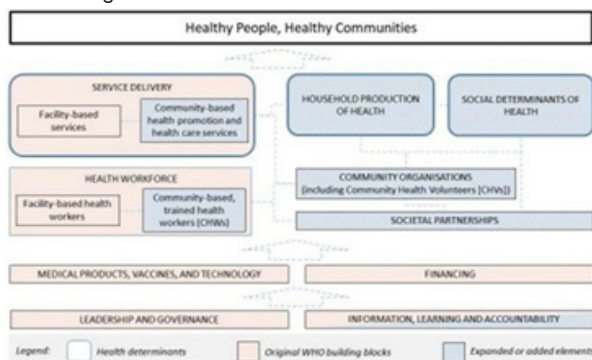 Healthy People, Healthy Communities
SERVICE DELIVERY
Facility-based
services
Community-based
health promotion and
health care services
HOUSEHOLD PRODUCTION
OF HEALTH
SOCIAL DETERMINANTS OF
HEALTH
HEALTH WORKFORCE
Facility-based health
workers
Community-based,
trained health
workers (CHWs)
COMMUNITY ORGANISATIONS
(including Community Health Volunteers [CHVs])
SOCIETAL PARTNERSHIPS
MEDICAL PRODUCTS, VACCINES, AND TECHNOLOGY
FINANCING
LEADERSHIP AND GOVERNANCE
INFORMATION, LEARNING AND ACCOUNTABILITY
Legend:
Health determinants
Original WHO building blocks
Expanded or added elements